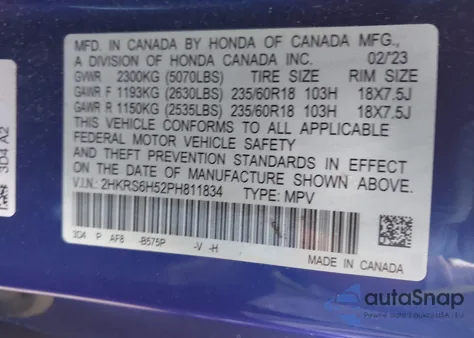 MFD. IN CANADA BY HONDA OF CANADA MFG.,
A DIVISION OF HONDA CANADA INC. 02/'23
GVWR 2300KG (5070LBS) TIRE SIZE RIM SIZE
GAWR F 1193KG (2630LBS) 235/60R18 103H 18X7.5J
GAWR R 1150KG (2535LBS) 235/60R18 103H 18X7.5J
THIS VEHICLE CONFORMS TO ALL APPLICABLE
FEDERAL MOTOR VEHICLE SAFETY
AND THEFT PREVENTION STANDARDS IN EFFECT
ON THE DATE OF MANUFACTURE SHOWN ABOVE.
V.I.N: 2HKRS6H52PH811834 TYPE: MPV
3D4 P AF8 -B575P -V -H
MADE IN CANADA
3D4 A2
autoSnap